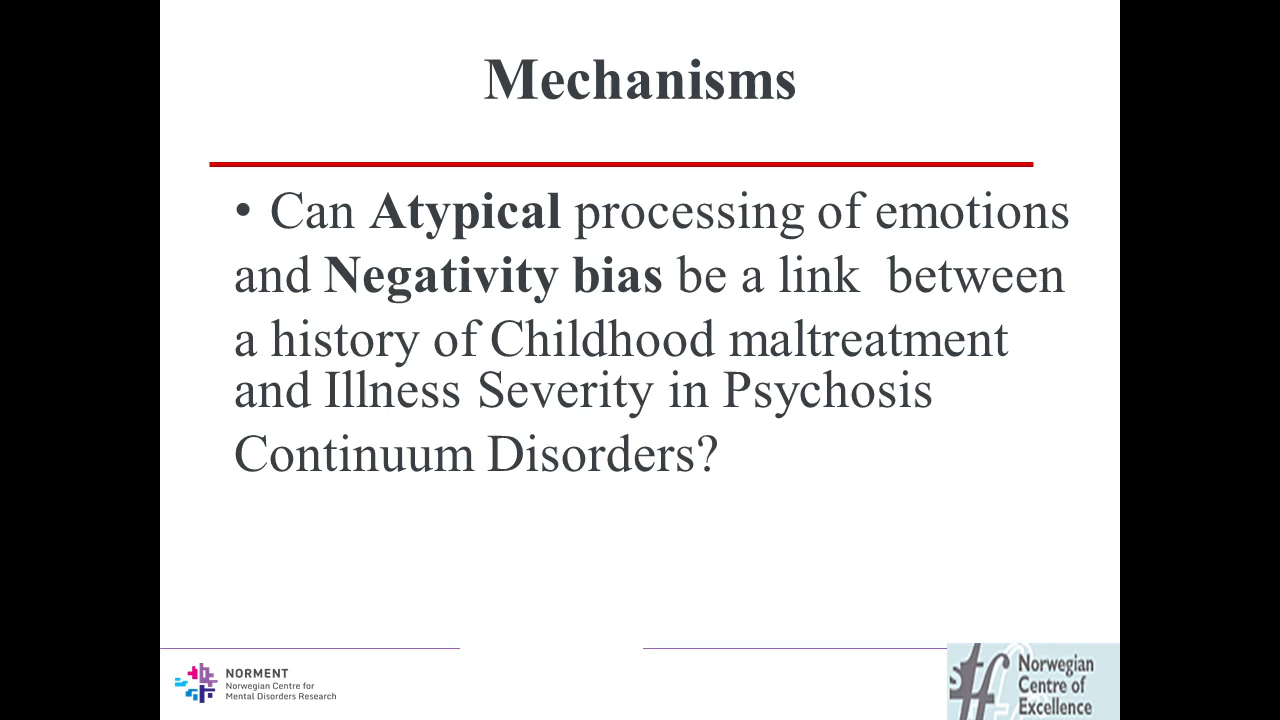 Mechanisms
• Can Atypical processing of emotions
and Negativity bias be a link  between
a history of Childhood maltreatment
and Illness Severity in Psychosis
Continuum Disorders?
NORMENT
Norwegian Centre for
Mental Disorders Research
sff
Norwegian
Centre of
Excellence